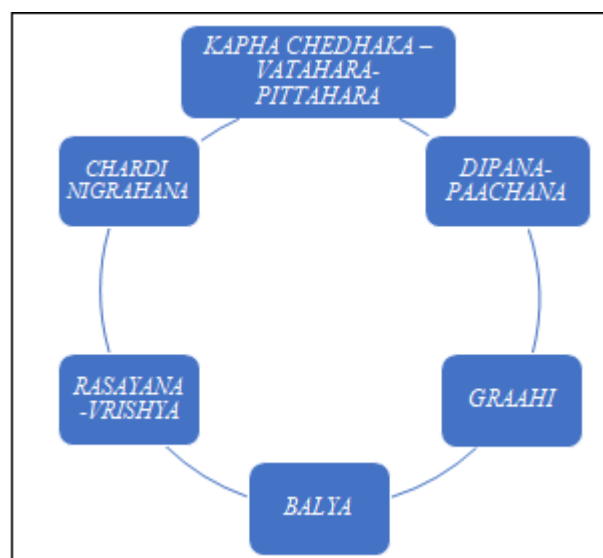 KAPHA CHEDHAKA –
VATAHARA-
PITTAHARA
DIPANA-
PAACHANA
GRAAHI
BALYA
RASAYANA
-VRISHYA
CHARDI
NIGRAHANA